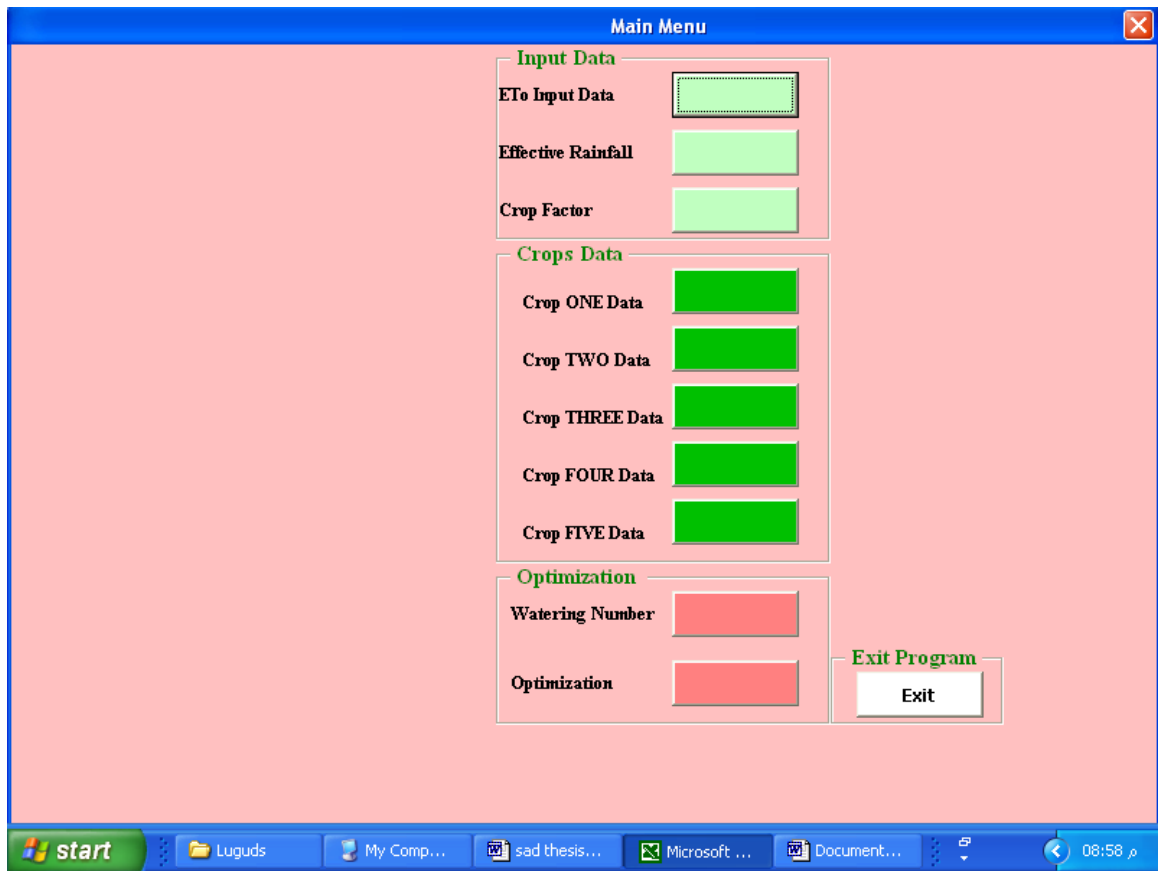 Main Menu
Input Data
ETo Input Data
Effective Rainfall
Crop Factor
Crops Data
Crop ONE Data
Crop TWO Data
Crop THREE Data
Crop FOUR Data
Crop FIVE Data
Optimization
Watering Number
Optimization
Exit Program
Exit
start
Luguds
My Comp...
sad thesis...
Microsoft ...
Document...
08:58 م